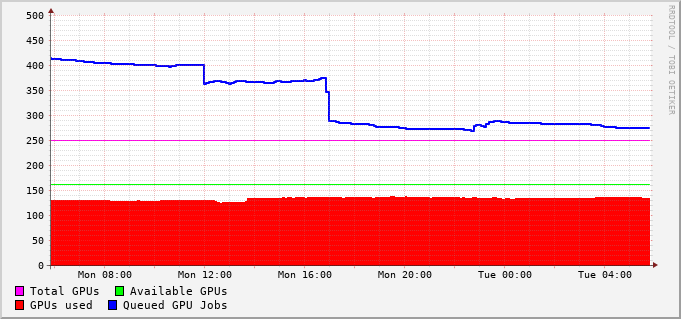 500
450
400
350
300
250
200
150
100
50
0
Mon 08:00 Mon 12:00 Mon 16:00 Mon 20:00 Tue 00:00 Tue 04:00
Total GPUs Available GPUs
GPUs used Queued GPU Jobs
RRDTOOL / TOBI OETIKER